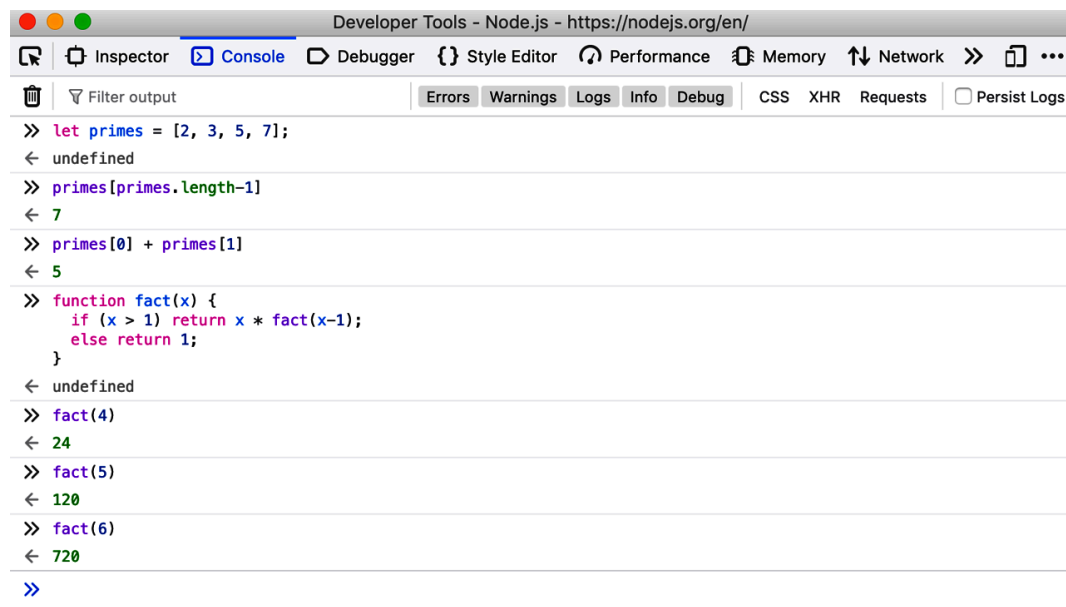 Developer Tools - Node.js - https://nodejs.org/en/
Inspector Console Debugger {} Style Editor Performance Memory Network
Filter output Errors Warnings Logs Info Debug CSS XHR Requests Persist Logs
let primes = [2, 3, 5, 7];
undefined
primes[primes.length-1]
7
primes[0] + primes[1]
5
function fact(x) {
  if (x > 1) return x * fact(x-1);
  else return 1;
}
undefined
fact(4)
24
fact(5)
120
fact(6)
720